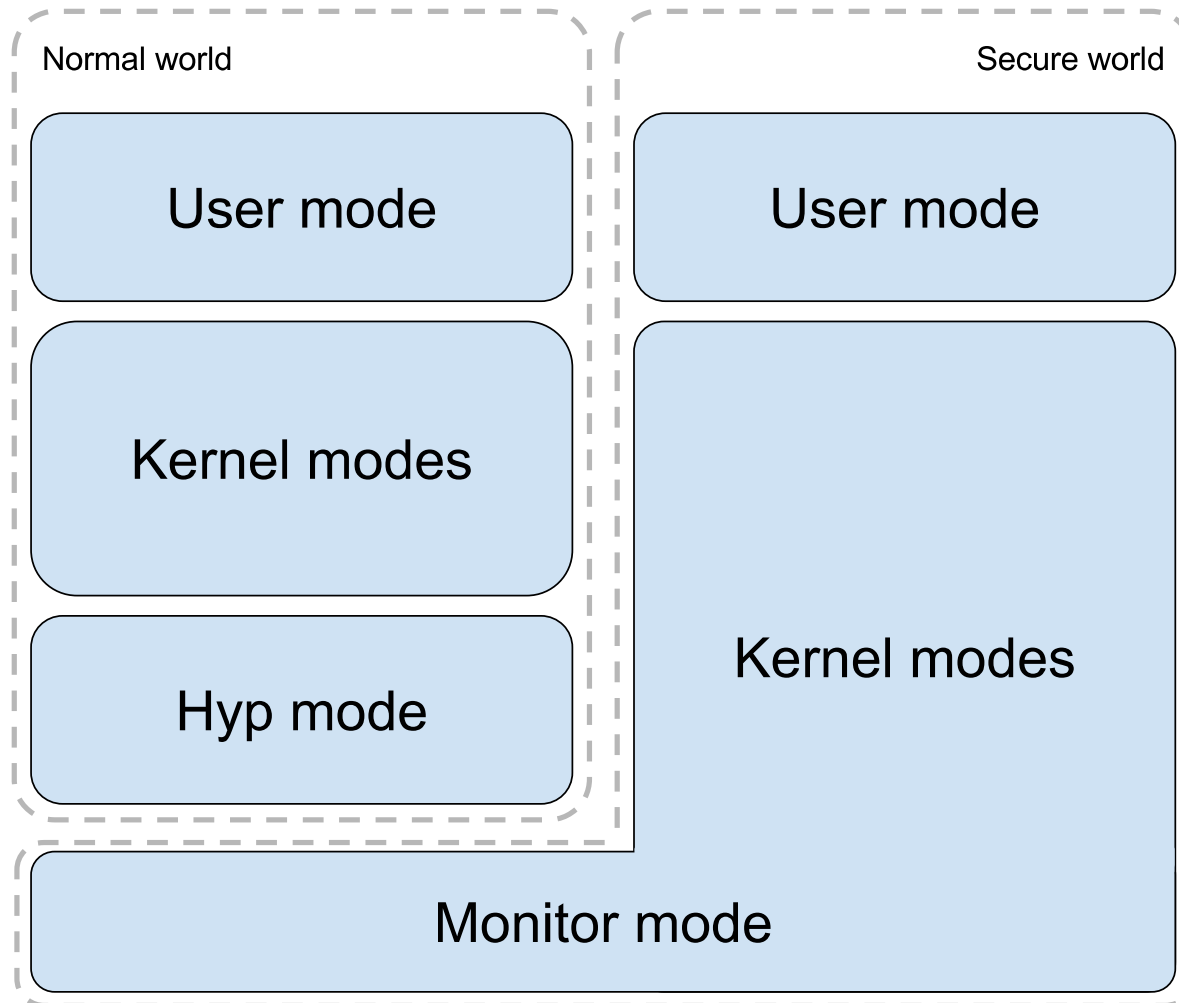 Normal world
User mode
Kernel modes
Hyp mode
Secure world
User mode
Kernel modes
Monitor mode